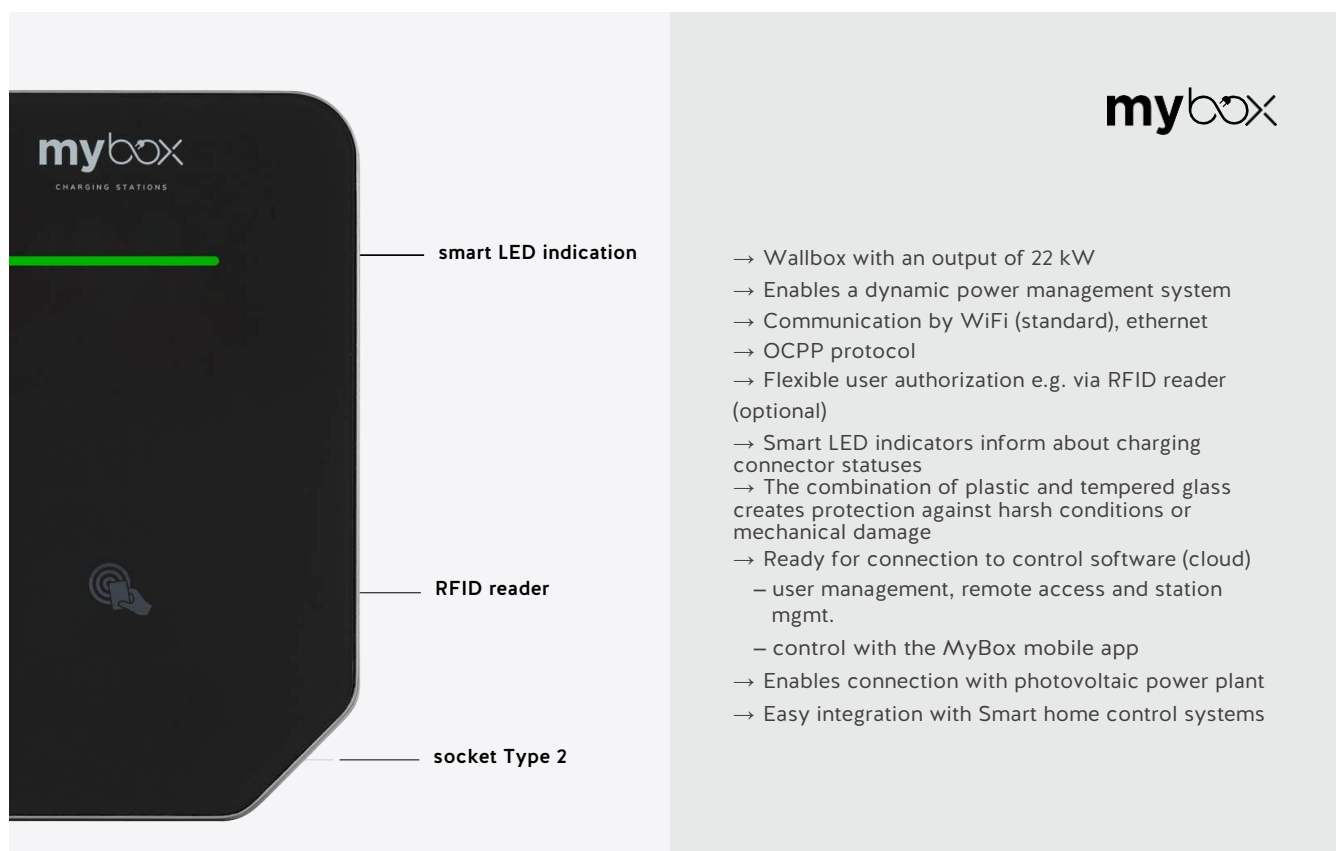 mybox
CHARGING STATIONS
smart LED indication
RFID reader
socket Type 2
mybox
→ Wallbox with an output of 22 kW
→ Enables a dynamic power management system
→ Communication by WiFi (standard), ethernet
→ OCPP protocol
→ Flexible user authorization e.g. via RFID reader
(optional)
→ Smart LED indicators inform about charging
connector statuses
→ The combination of plastic and tempered glass
creates protection against harsh conditions or
mechanical damage
→ Ready for connection to control software (cloud)
– user management, remote access and station
mgmt.
– control with the MyBox mobile app
→ Enables connection with photovoltaic power plant
→ Easy integration with Smart home control systems